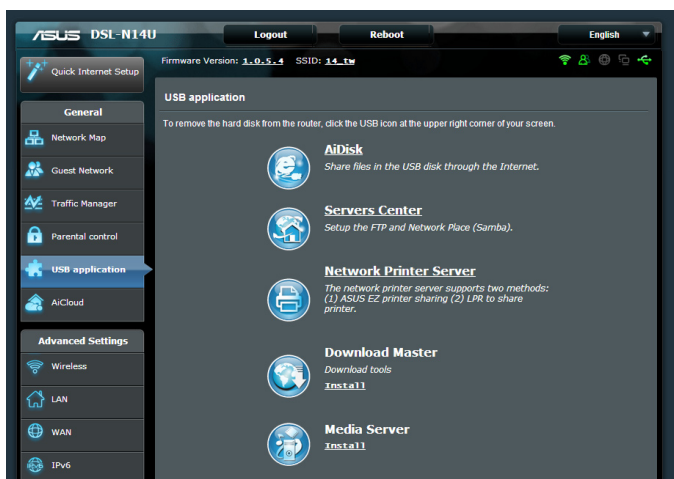 ASUS DSL-N14U
Logout
Reboot
English
Quick Internet Setup
Firmware Version: 1.0.5.4 SSID: 14_tw
General
Network Map
Guest Network
Traffic Manager
Parental control
USB application
AiCloud
Advanced Settings
Wireless
LAN
WAN
IPv6
USB application
To remove the hard disk from the router, click the USB icon at the upper right corner of your screen.
AiDisk
Share files in the USB disk through the Internet.
Servers Center
Setup the FTP and Network Place (Samba).
Network Printer Server
The network printer server supports two methods:
(1) ASUS EZ printer sharing (2) LPR to share
printer.
Download Master
Download tools
Install
Media Server
Install